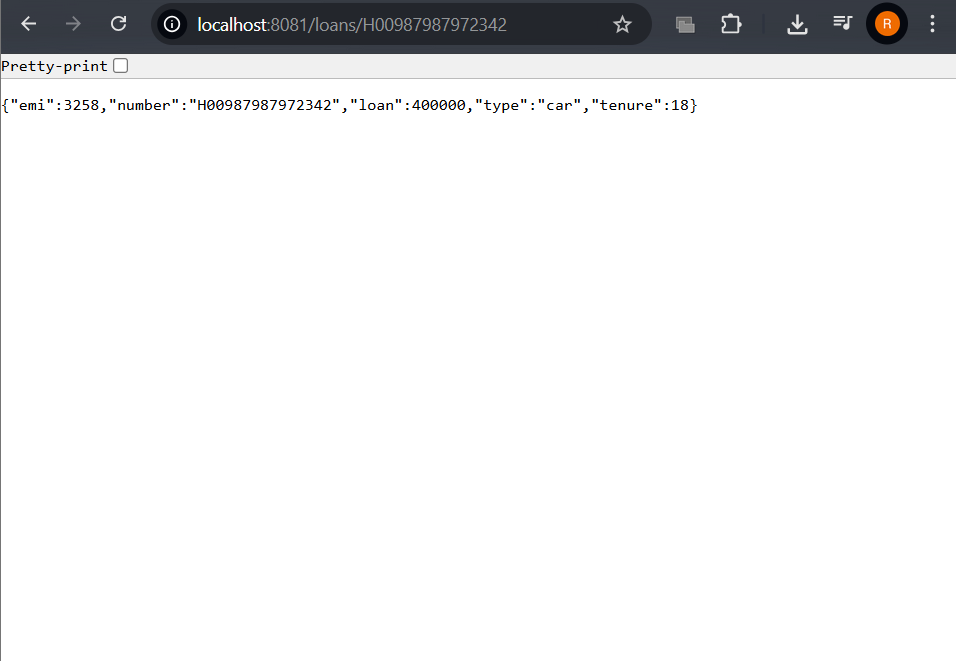 localhost:8081/loans/H00987987972342
R
Pretty-print
{"emi":3258,"number":"H00987987972342","loan":400000,"type":"car","tenure":18}